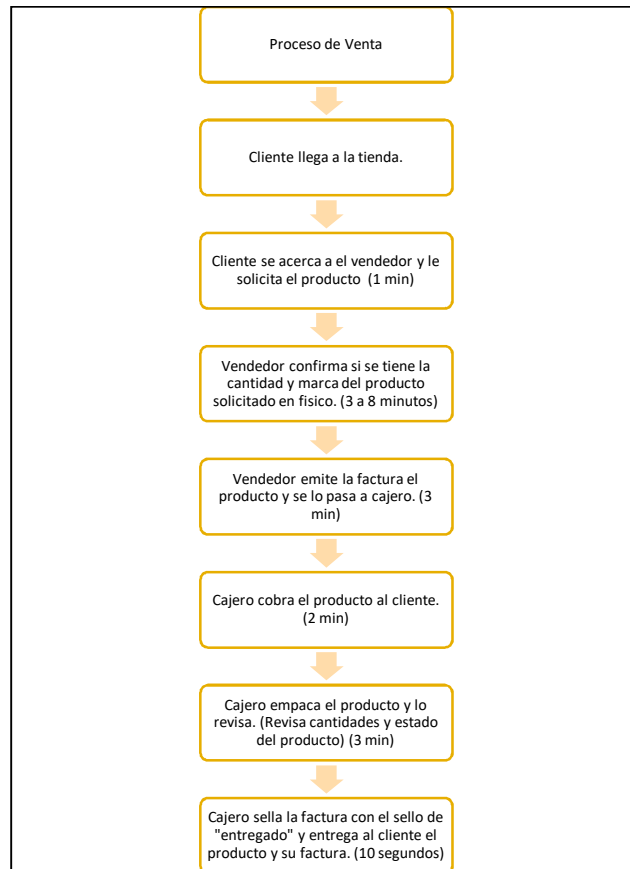 Proceso de Venta
Cliente llega a la tienda.
Cliente se acerca a el vendedor y le
solicita el producto (1 min)
Vendedor confirma si se tiene la
cantidad y marca del producto
solicitado en fisico. (3 a 8 minutos)
Vendedor emite la factura el
producto y se lo pasa a cajero. (3
min)
Cajero cobra el producto al cliente.
(2 min)
Cajero empaca el producto y lo
revisa. (Revisa cantidades y estado
del producto) (3 min)
Cajero sella la factura con el sello de
"entregado" y entrega al cliente el
producto y su factura. (10 segundos)